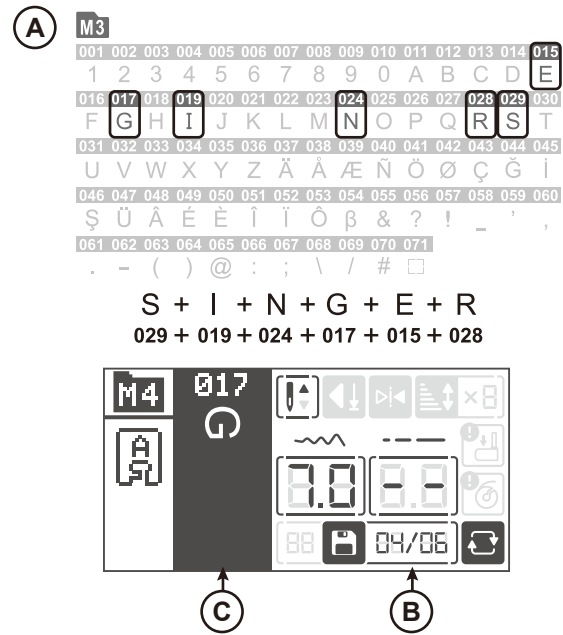 A
M3
001 002 003 004 005 006 007 008 009 010 011 012 013 014 015
1 2 3 4 5 6 7 8 9 0 A B C D E
016 017 018 019 020 021 022 023 024 025 026 027 028 029 030
F G H I J K L M N O P Q R S T
031 032 033 034 035 036 037 038 039 040 041 042 043 044 045
U V W X Y Z Ä Å Æ Ñ Ö Ø Ç Ğ İ
046 047 048 049 050 051 052 053 054 055 056 057 058 059 060
Ş Ü Â É È Î Ï Ô β & ? ! _ ’ ,
061 062 063 064 065 066 067 068 069 070 071
. - ( ) @ : ; \ / # □
S + I + N + G + E + R
029 + 019 + 024 + 017 + 015 + 028
M4
017
G
A
7.0
- -
04/06
C
B